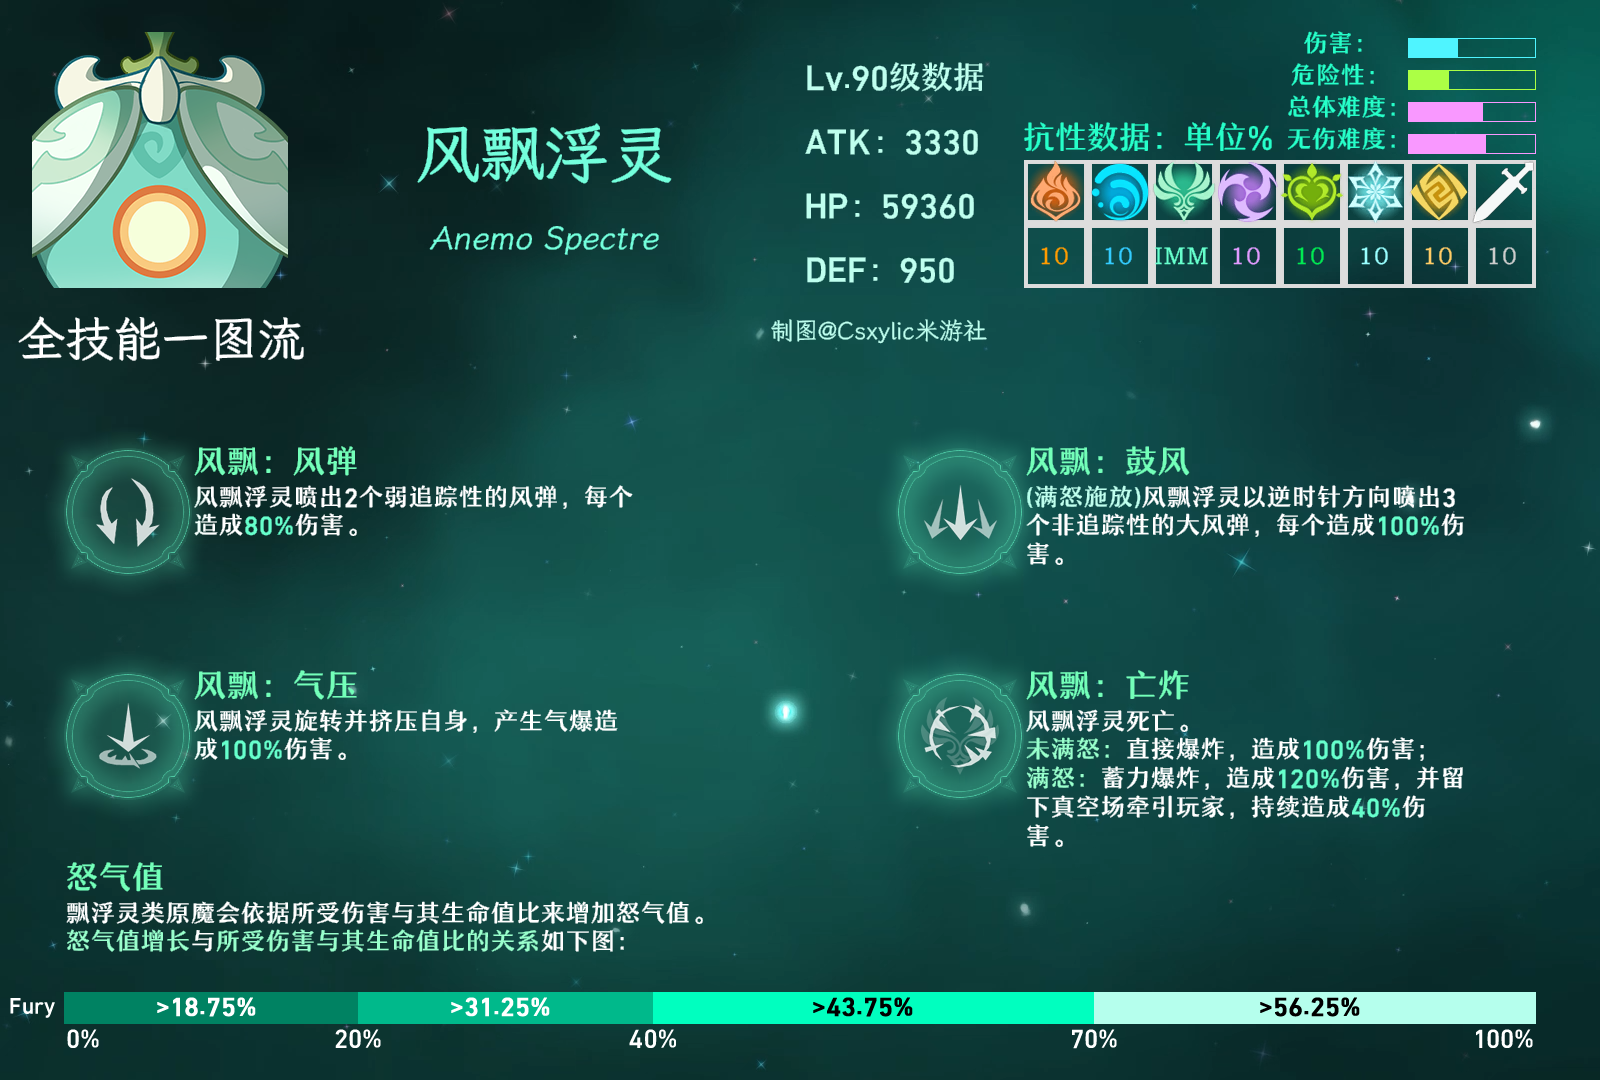 风飘浮灵
Anemo Spectre
全技能一图流
Lv.90级数据
ATK：3330
HP：59360
DEF：950
制图@Csxylic米游社
伤害：
危险性：
总体难度：
无伤难度：
抗性数据：单位%
10 10 IMM 10 10 10 10 10
风飘：风弹
风飘浮灵喷出2个弱追踪性的风弹，每个
造成80%伤害。
风飘：鼓风
(满怒施放)风飘浮灵以逆时针方向喷出3
个非追踪性的大风弹，每个造成100%伤
害。
风飘：气压
风飘浮灵旋转并挤压自身，产生气爆造
成100%伤害。
风飘：亡炸
风飘浮灵死亡。
未满怒：直接爆炸，造成100%伤害；
满怒：蓄力爆炸，造成120%伤害，并留
下真空场牵引玩家，持续造成40%伤
害。
怒气值
飘浮灵类原魔会依据所受伤害与其生命值比来增加怒气值。
怒气值增长与所受伤害与其生命值比的关系如下图：
Fury >18.75% >31.25% >43.75% >56.25%
0% 20% 40% 70% 100%